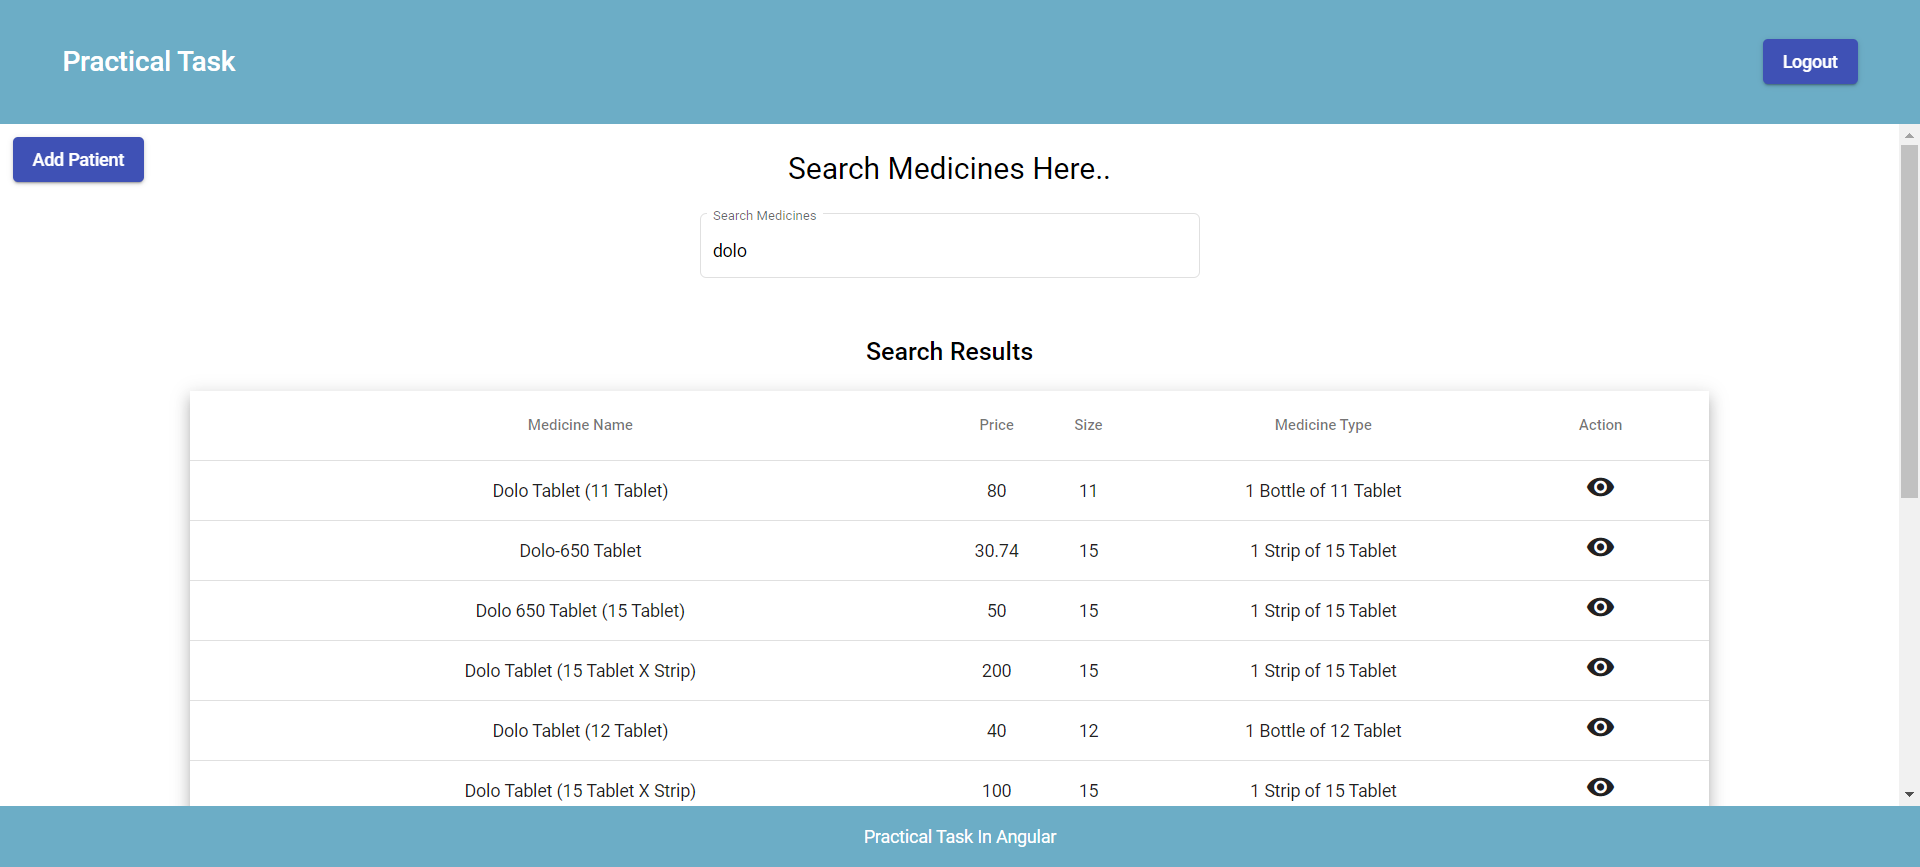 Practical Task
Logout
Add Patient
Search Medicines Here..
Search Medicines
dolo
Search Results
Medicine Name Price Size Medicine Type Action
Dolo Tablet (11 Tablet) 80 11 1 Bottle of 11 Tablet
Dolo-650 Tablet 30.74 15 1 Strip of 15 Tablet
Dolo 650 Tablet (15 Tablet) 50 15 1 Strip of 15 Tablet
Dolo Tablet (15 Tablet X Strip) 200 15 1 Strip of 15 Tablet
Dolo Tablet (12 Tablet) 40 12 1 Bottle of 12 Tablet
Dolo Tablet (15 Tablet X Strip) 100 15 1 Strip of 15 Tablet
Practical Task In Angular